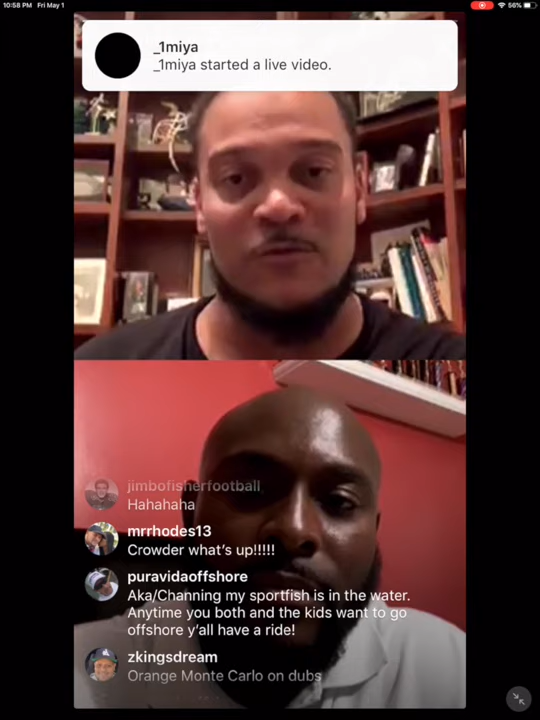 10:58 PM Fri May 1
56%
_1miya
_1miya started a live video.
jimbofisherfootball
Hahahaha
mrrhodes13
Crowder what's up!!!!!
puravidaoffshore
Aka/Channing my sportfish is in the water.
Anytime you both and the kids want to go
offshore y'all have a ride!
zkingsdream
Orange Monte Carlo on dubs